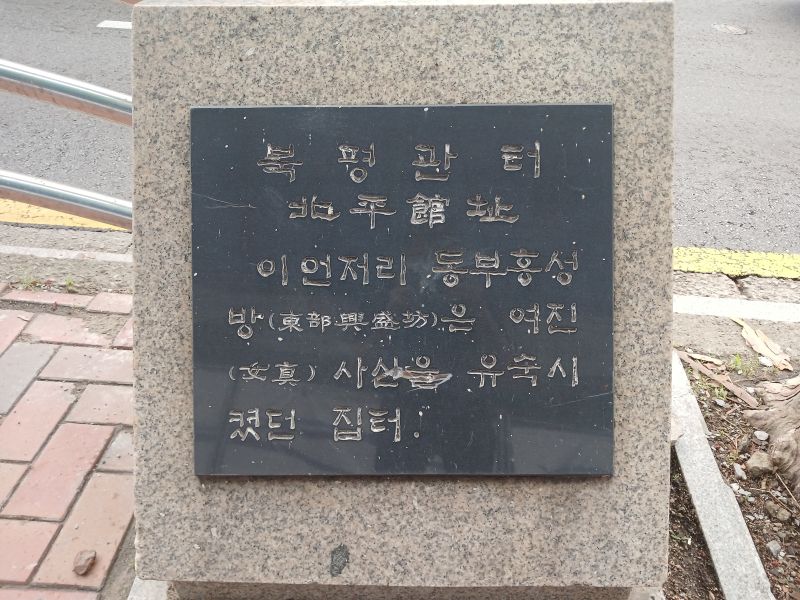 북평관 터
北平館址
이언저리 동부흥성
방(東部興盛坊)은 여진
(女真) 사신을 유숙시
켰던 집터.